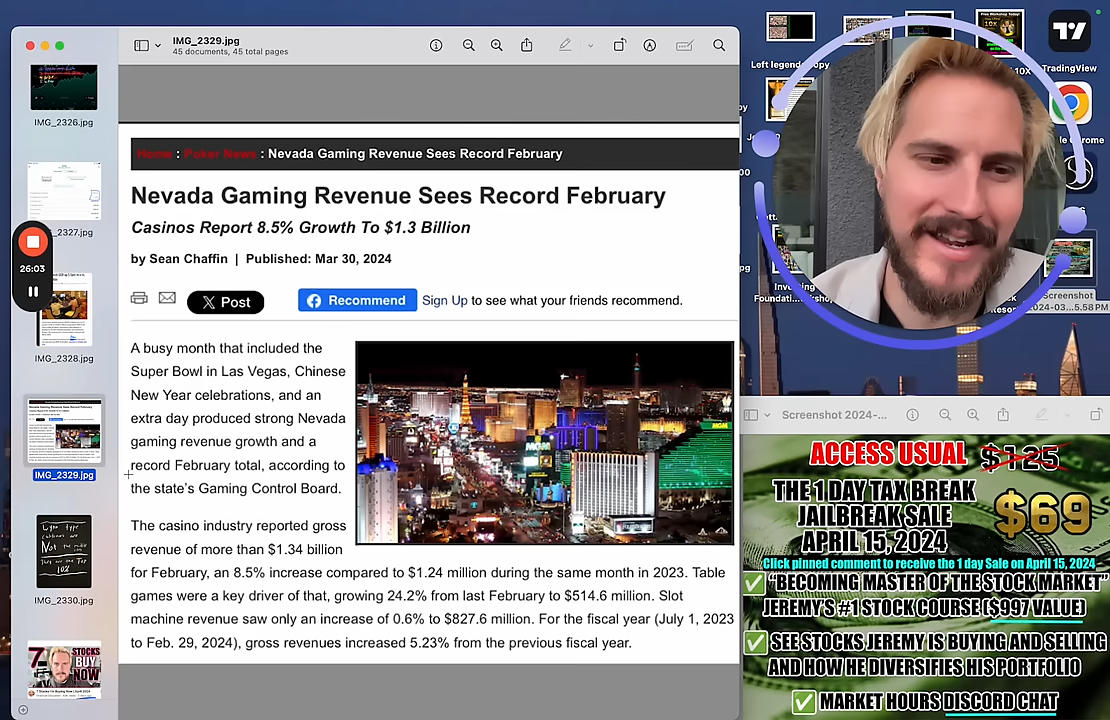 IMG_2329.jpg
45 documents, 45 total pages
IMG_2326.jpg
_2327.jpg
26:03
IMG_2328.jpg
IMG_2329.jpg
IMG_2330.jpg
STOCKS
BUY
NOW
Home : Poker News : Nevada Gaming Revenue Sees Record February
Nevada Gaming Revenue Sees Record February
Casinos Report 8.5% Growth To $1.3 Billion
by Sean Chaffin | Published: Mar 30, 2024
Post
Recommend
Sign Up to see what your friends recommend.
A busy month that included the
Super Bowl in Las Vegas, Chinese
New Year celebrations, and an
extra day produced strong Nevada
gaming revenue growth and a
record February total, according to
the state's Gaming Control Board.
The casino industry reported gross
revenue of more than $1.34 billion
for February, an 8.5% increase compared to $1.24 million during the same month in 2023. Table
games were a key driver of that, growing 24.2% from last February to $514.6 million. Slot
machine revenue saw only an increase of 0.6% to $827.6 million. For the fiscal year (July 1, 2023
to Feb. 29, 2024), gross revenues increased 5.23% from the previous fiscal year.
MGM
Left legend copy
10X
TradingView
le Chrome
Investing
Screenshot
Screenshot 2024-...
ACCESS USUAL $125
THE 1 DAY TAX BREAK
JAILBREAK SALE
APRIL 15, 2024
$69
Click pinned comment to receive the 1 day Sale on April 15, 2024
"BECOMING MASTER OF THE STOCK MARKET"
JEREMY'S #1 STOCK COURSE ($997 VALUE)
SEE STOCKS JEREMY IS BUYING AND SELLING
AND HOW HE DIVERSIFIES HIS PORTFOLIO
MARKET HOURS DISCORD CHAT